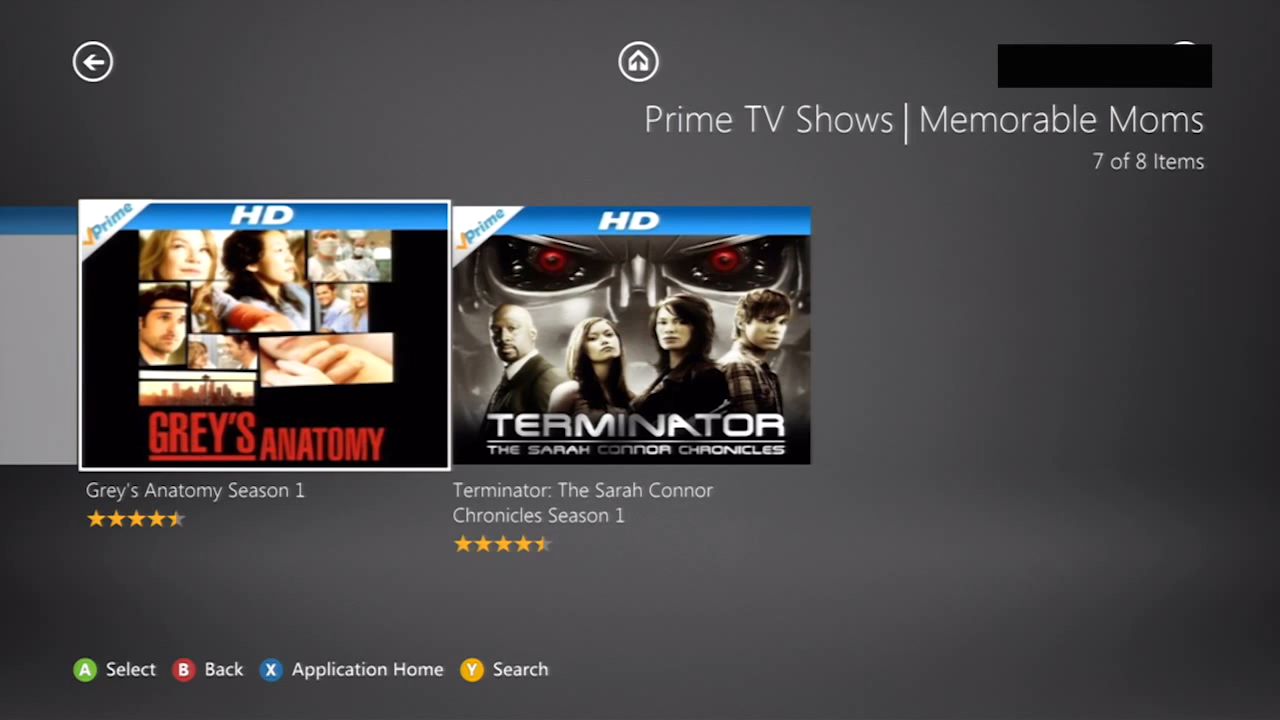 Prime TV Shows | Memorable Moms
7 of 8 Items
Prime
HD
GREY'S ANATOMY
Prime
HD
TERMINATOR
THE SARAH CONNOR CHRONICLES
Grey's Anatomy Season 1
Terminator: The Sarah Connor
Chronicles Season 1
A Select B Back X Application Home Y Search